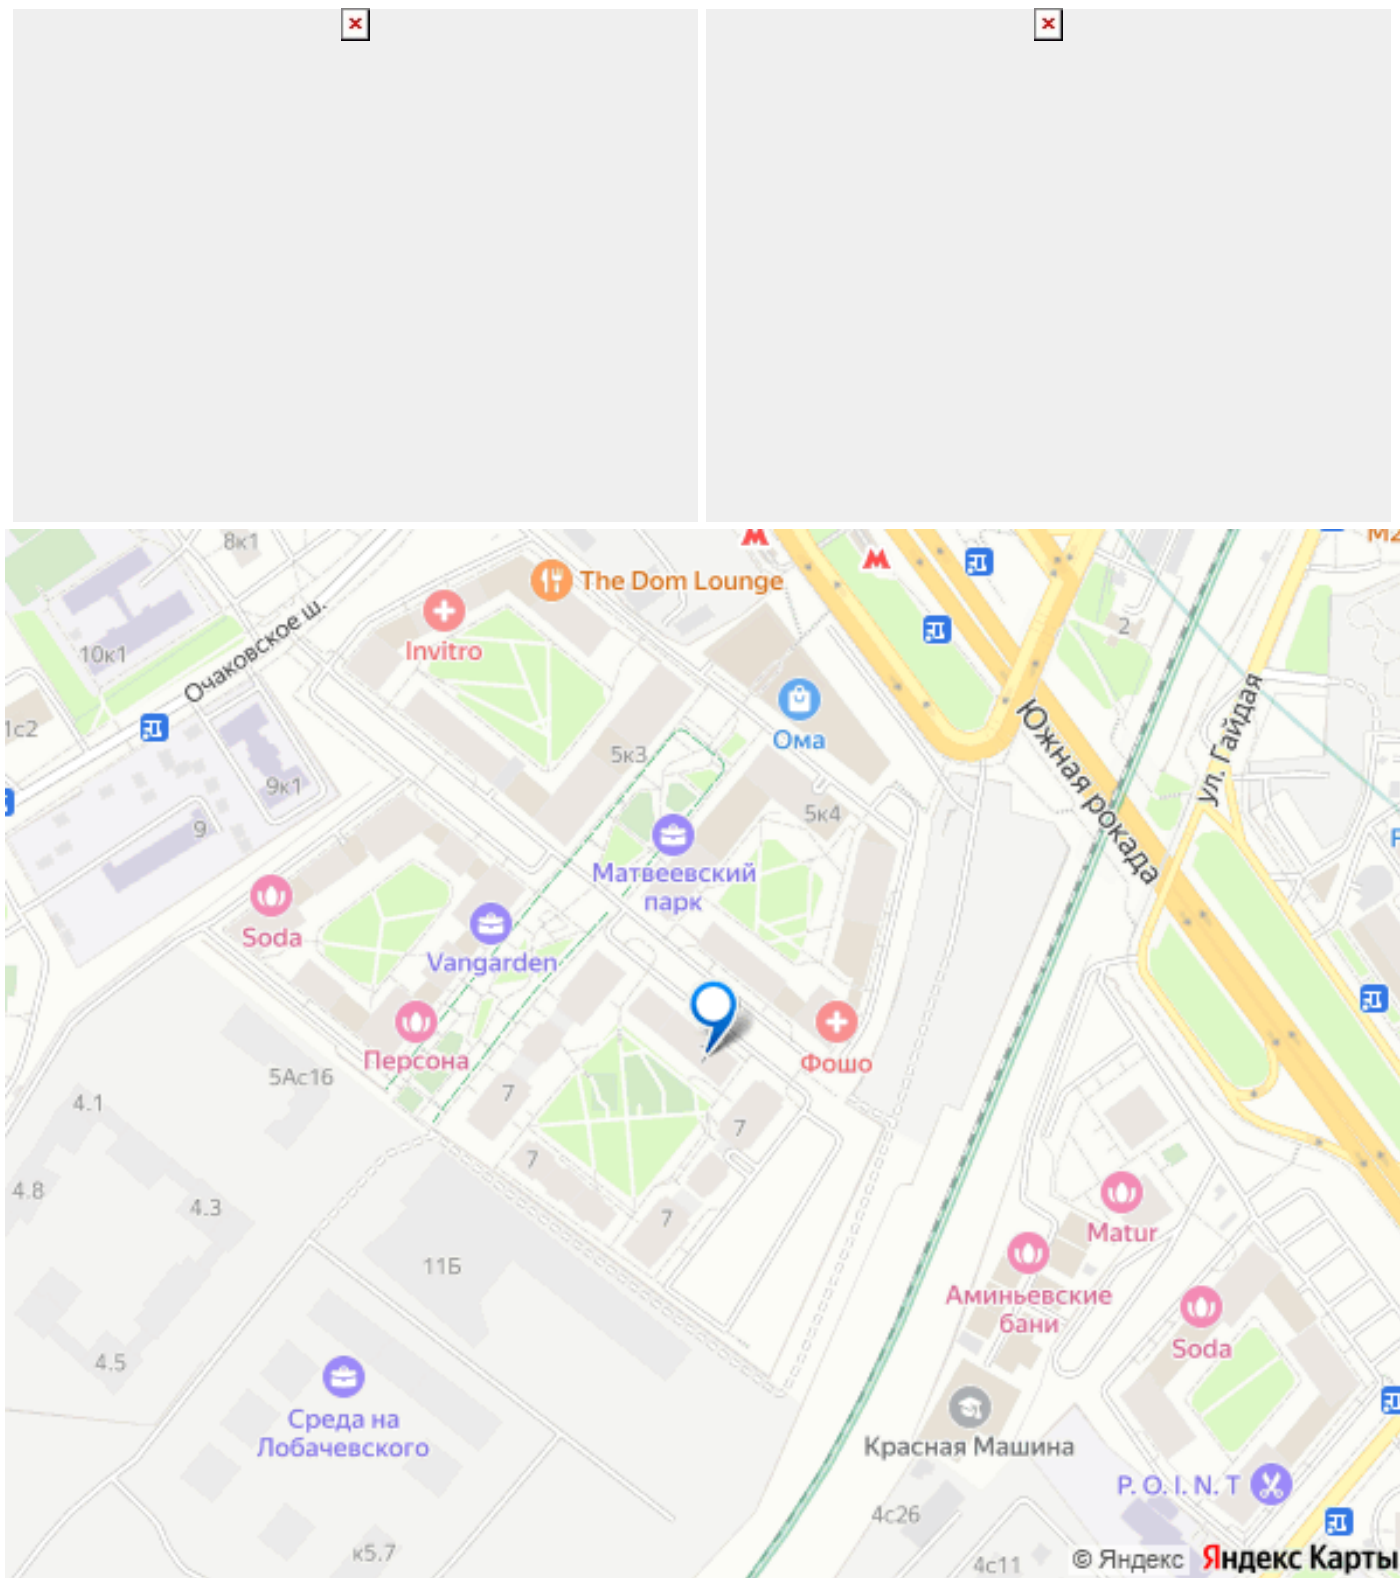 8к1
M2
The Dom Lounge
Invitro
2
10к1
Очаковское ш.
1с2
Ома
5к3
Южная рокада
ул. Гайдая
9к1
9
5к4
Матвеевский
парк
Soda
Vangarden
Фошо
Персона
5Ас16
4.1
7
7
7
7
4.8
4.3
Matur
11Б
Аминьевские
бани
Soda
4.5
Среда на
Лобачевского
Красная Машина
P. O. I. N. T
4с26
к5.7
4с11
© Яндекс
Яндекс Карты